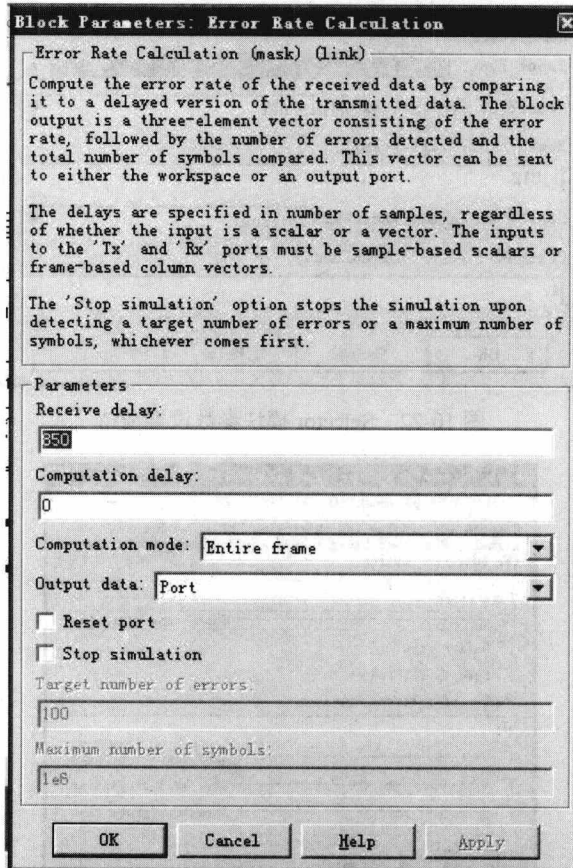 Block Parameters: Error Rate Calculation
Error Rate Calculation (mask) (link)
Compute the error rate of the received data by comparing
it to a delayed version of the transmitted data. The block
output is a three-element vector consisting of the error
rate, followed by the number of errors detected and the
total number of symbols compared. This vector can be sent
to either the workspace or an output port.
The delays are specified in number of samples, regardless
of whether the input is a scalar or a vector. The inputs
to the 'Tx' and 'Rx' ports must be sample-based scalars or
frame-based column vectors.
The 'Stop simulation' option stops the simulation upon
detecting a target number of errors or a maximum number of
symbols, whichever comes first.
Parameters
Receive delay:
850
Computation delay:
0
Computation mode: Entire frame
Output data: Port
Reset port
Stop simulation
Target number of errors:
100
Maximum number of symbols:
1e6
OK Cancel Help Apply